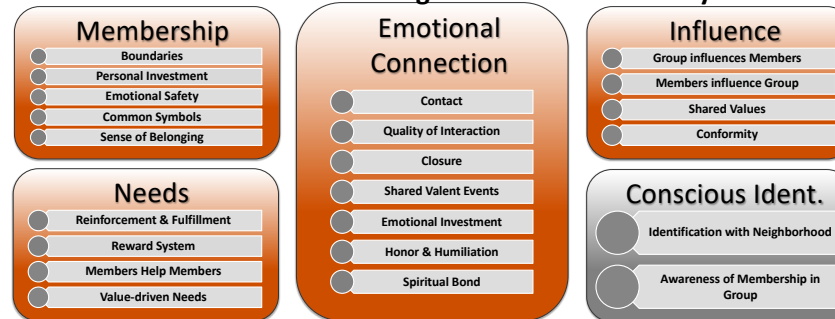 Membership
Boundaries
Personal Investment
Emotional Safety
Common Symbols
Sense of Belonging
Needs
Reinforcement & Fulfillment
Reward System
Members Help Members
Value-driven Needs
Emotional
Connection
Contact
Quality of Interaction
Closure
Shared Valent Events
Emotional Investment
Honor & Humiliation
Spiritual Bond
Influence
Group influences Members
Members influence Group
Shared Values
Conformity
Conscious Ident.
Identification with Neighborhood
Awareness of Membership in
Group